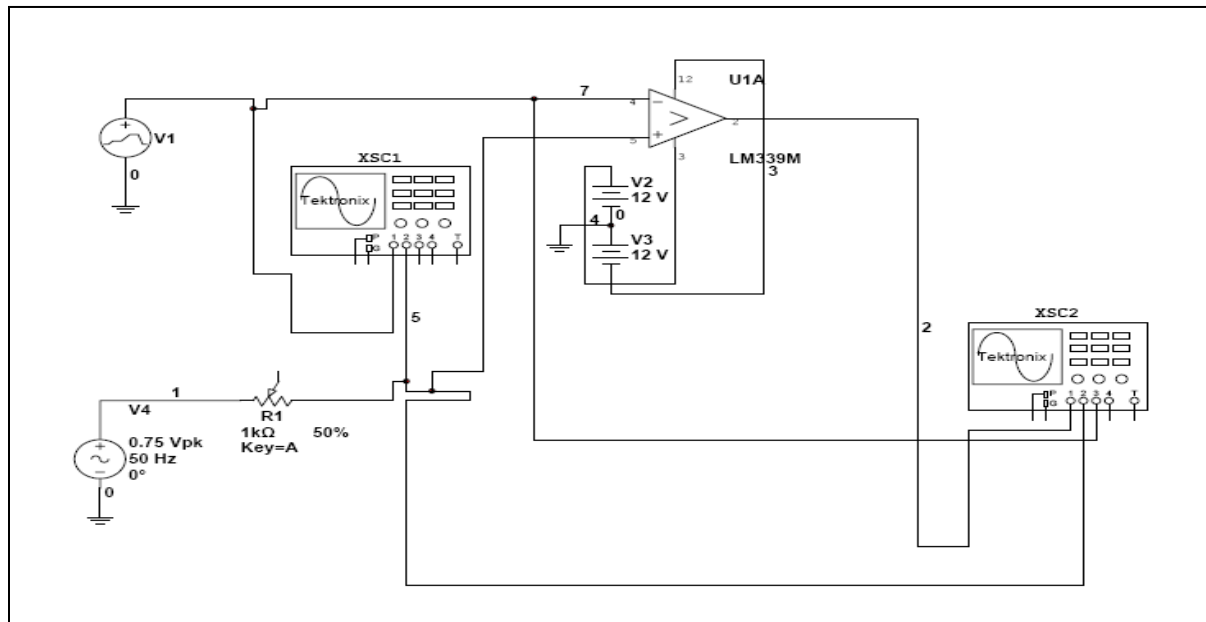 12
U1A
7
4
V1
5
2
XSC1
3
LM339M
3
0
V2
12 V
Tektronix
0
4
P
1 2 3 4
T
G
V3
12 V
5
2
XSC2
Tektronix
1
P
1 2 3 4
T
V4
R1
G
1kΩ
50%
0.75 Vpk
Key=A
50 Hz
0°
0